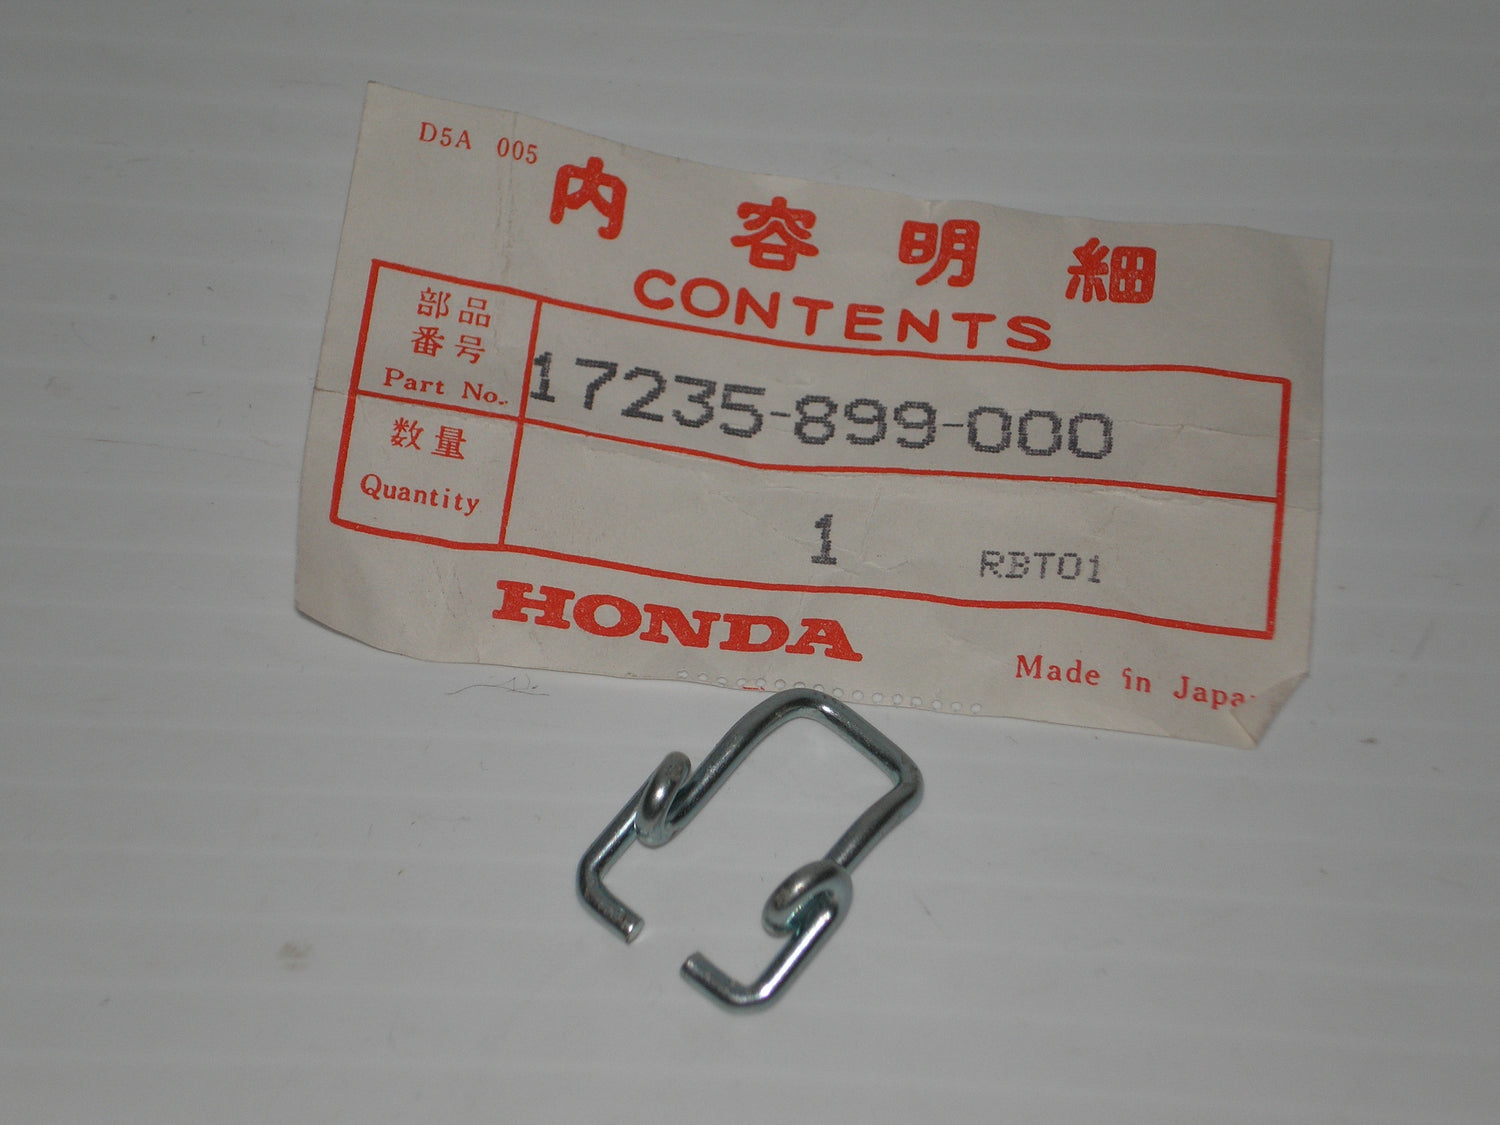 D5A 005
内容明細
CONTENTS
部品
番号
Part No.
17235-899-000
数量
Quantity
1
RBT01
HONDA
Made in Japa